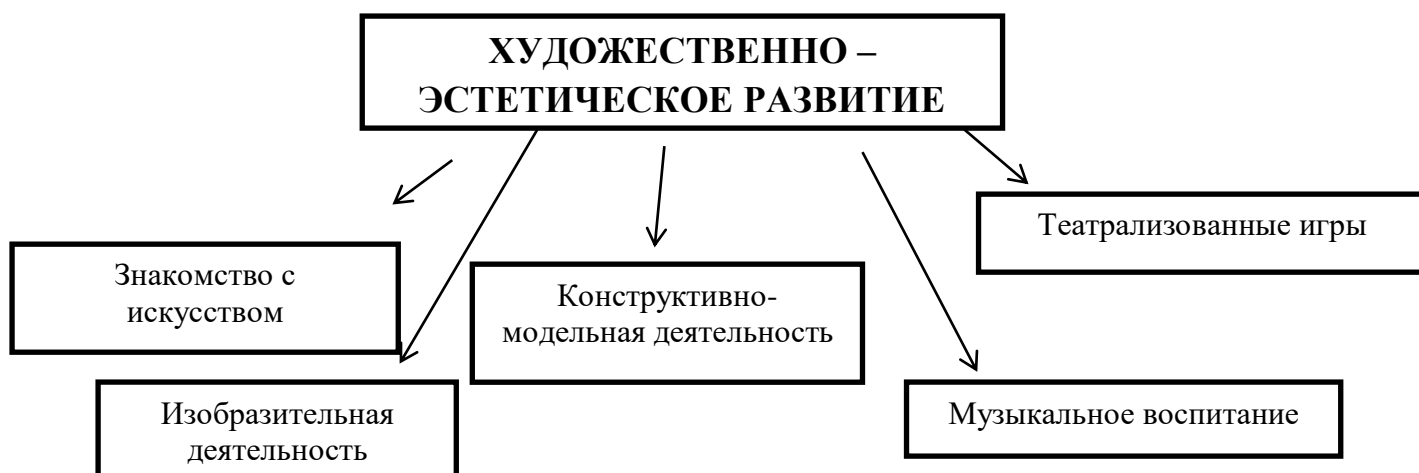 ХУДОЖЕСТВЕННО –
ЭСТЕТИЧЕСКОЕ РАЗВИТИЕ
Театрализованные игры
Знакомство с
искусством
Конструктивно-
модельная деятельность
Изобразительная
деятельность
Музыкальное воспитание